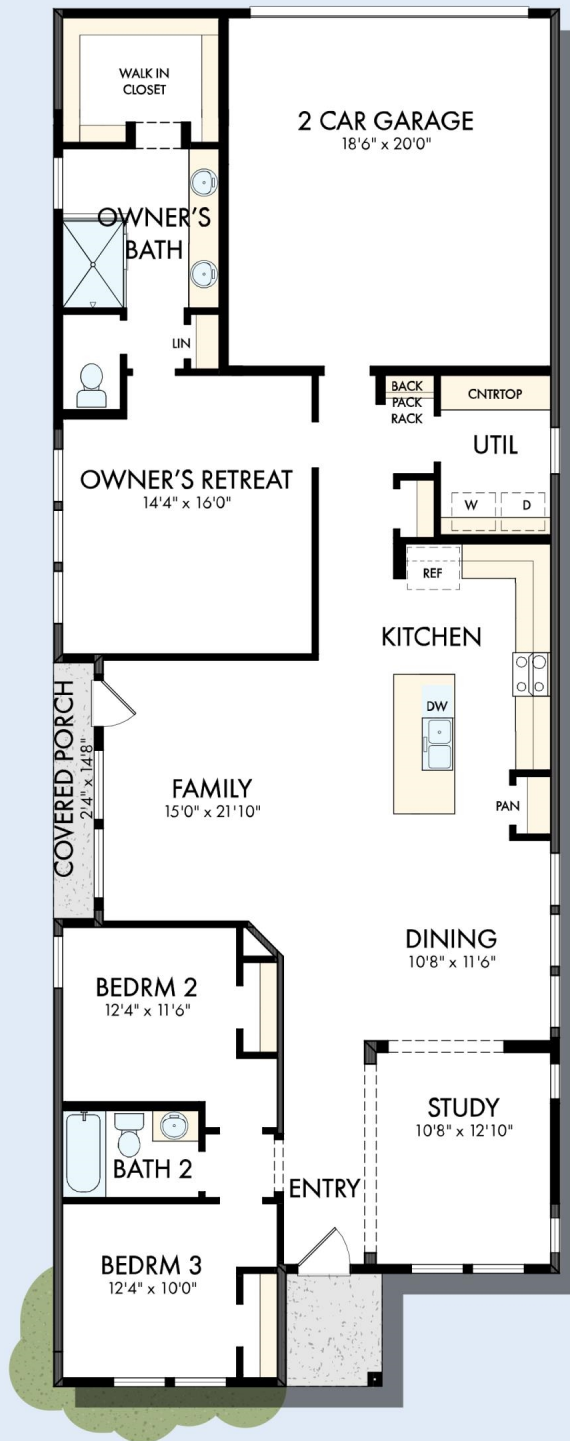 WALK IN
CLOSET
2 CAR GARAGE
18'6" x 20'0"
OWNER'S
BATH
LIN
BACK
PACK
RACK
CNTRTOP
UTIL
W
D
OWNER'S RETREAT
14'4" x 16'0"
REF
KITCHEN
DW
COVERED PORCH
2'4" x 14'8"
FAMILY
15'0" x 21'10"
PAN
DINING
10'8" x 11'6"
BEDRM 2
12'4" x 11'6"
STUDY
10'8" x 12'10"
BATH 2
ENTRY
BEDRM 3
12'4" x 10'0"